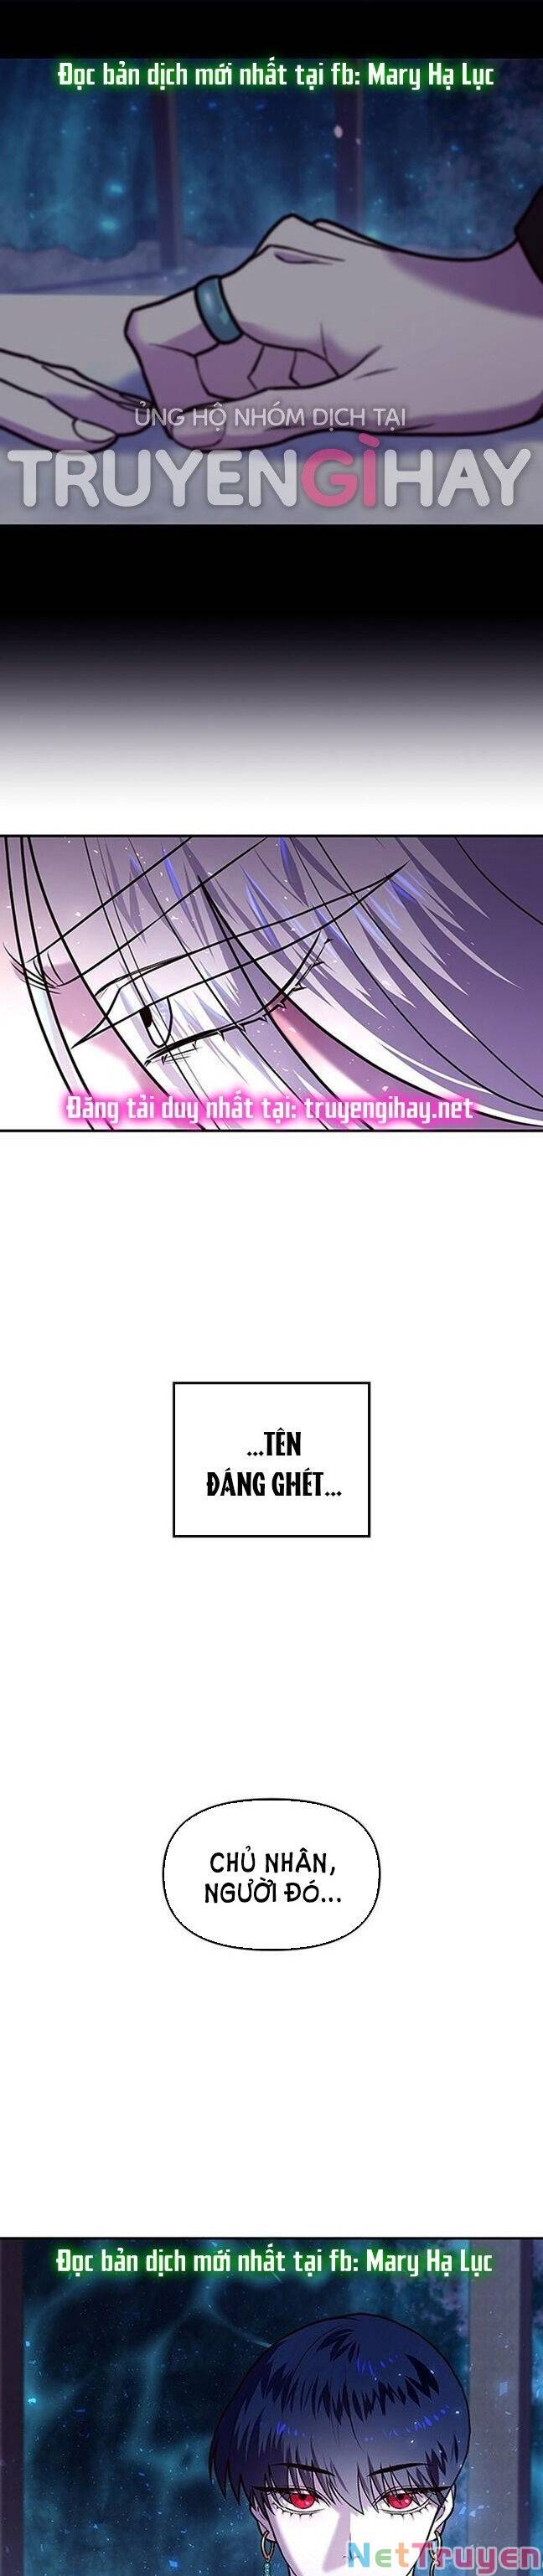 Đọc bản dịch mới nhất tại fb: Mary Hạ Lục
ỦNG HỘ NHÓM DỊCH TẠI
TRUYENGÌHAY
Đăng tải duy nhất tại: truyengihay.net
...TÊN
ĐÁNG GHÉT...
CHỦ NHÂN,
NGƯỜI ĐÓ...
Đọc bản dịch mới nhất tại fb: Mary Hạ Lục
NetTruyen